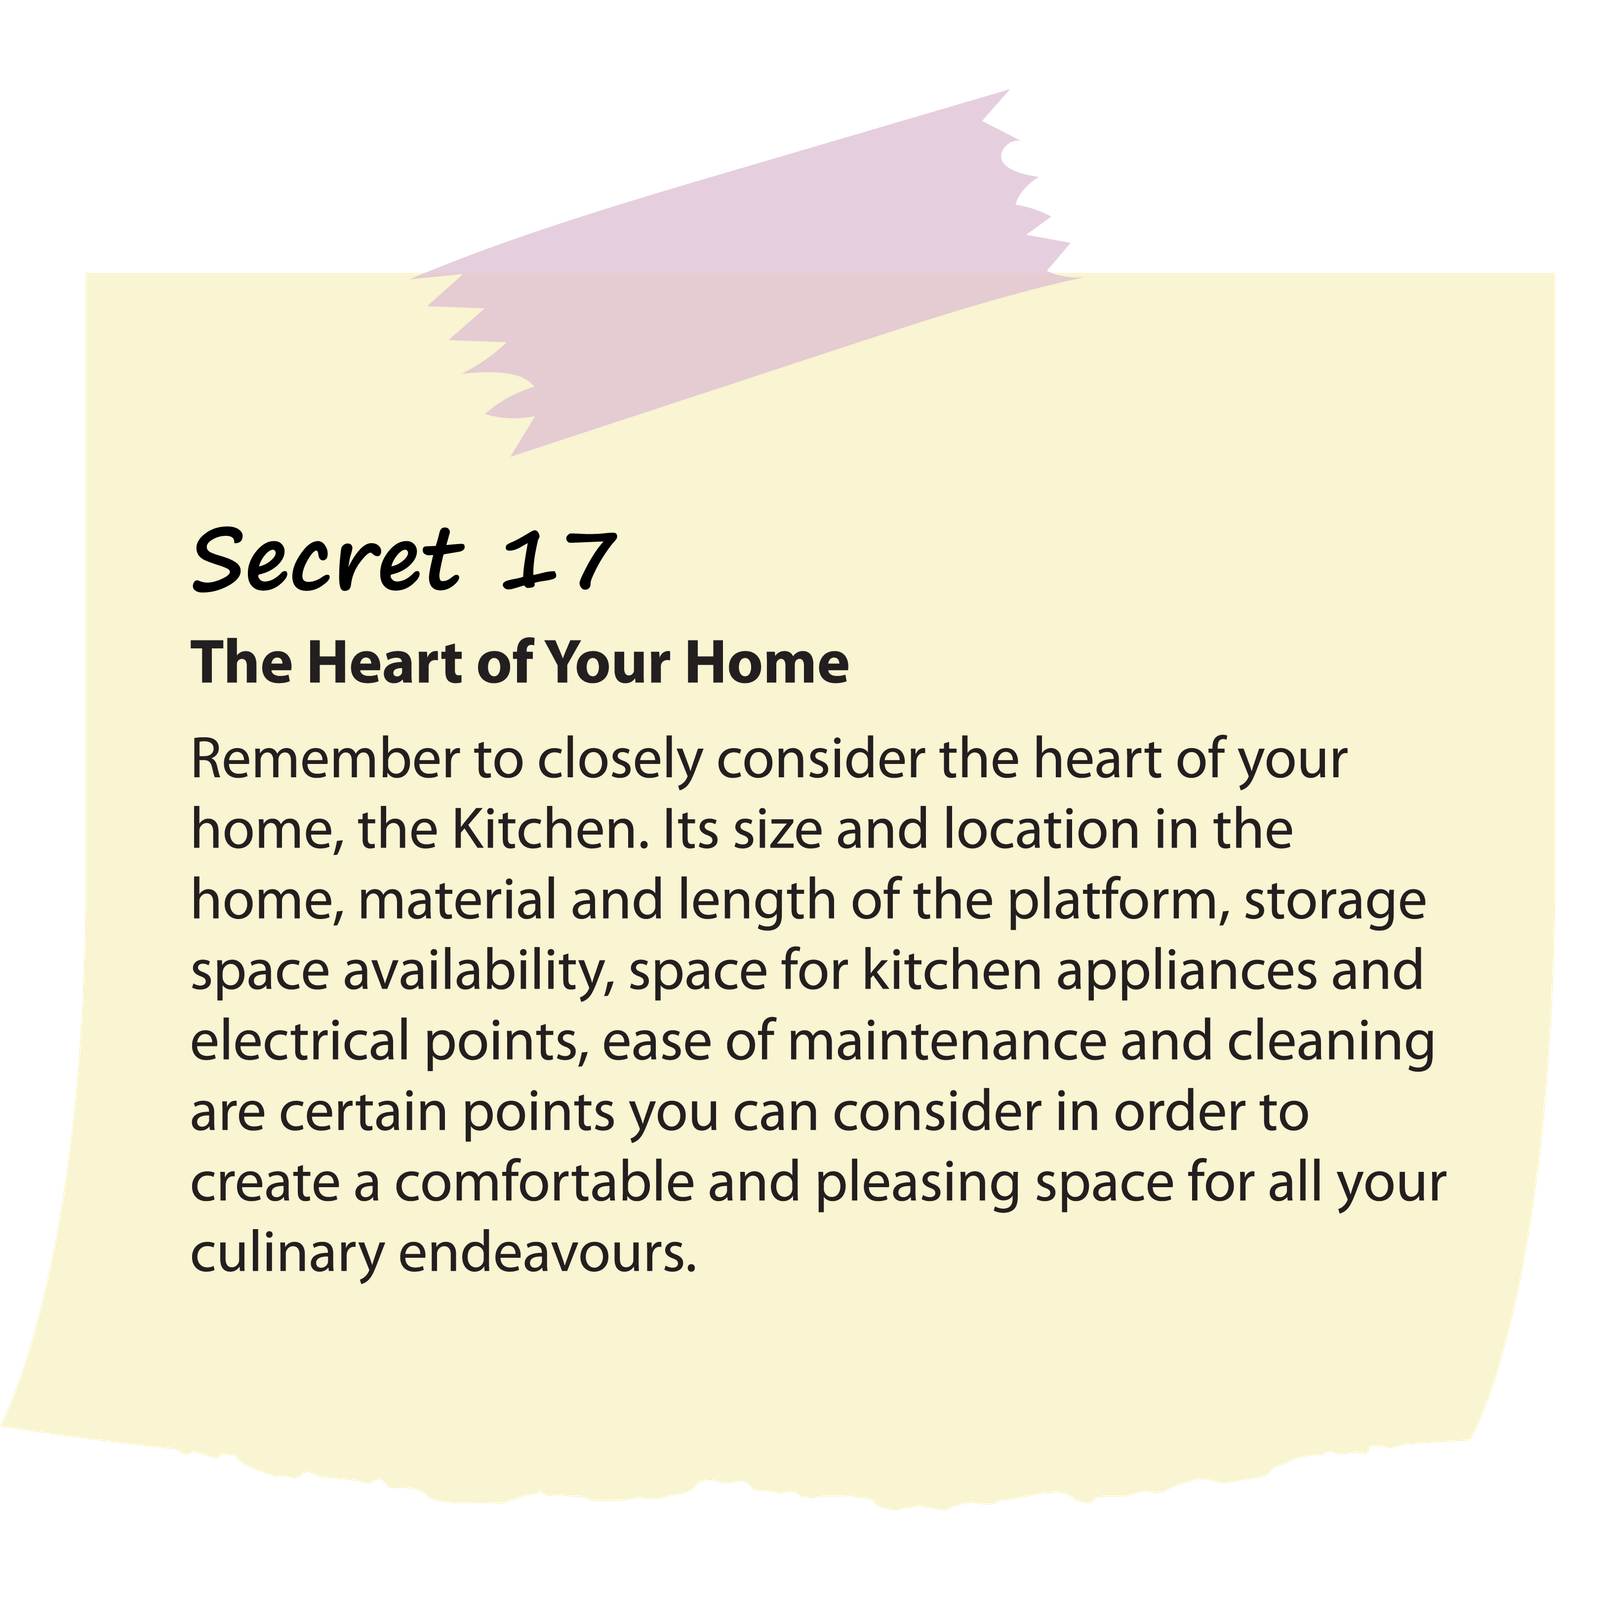 Secret 17
The Heart of Your Home
Remember to closely consider the heart of your
home, the Kitchen. Its size and location in the
home, material and length of the platform, storage
space availability, space for kitchen appliances and
electrical points, ease of maintenance and cleaning
are certain points you can consider in order to
create a comfortable and pleasing space for all your
culinary endeavours.